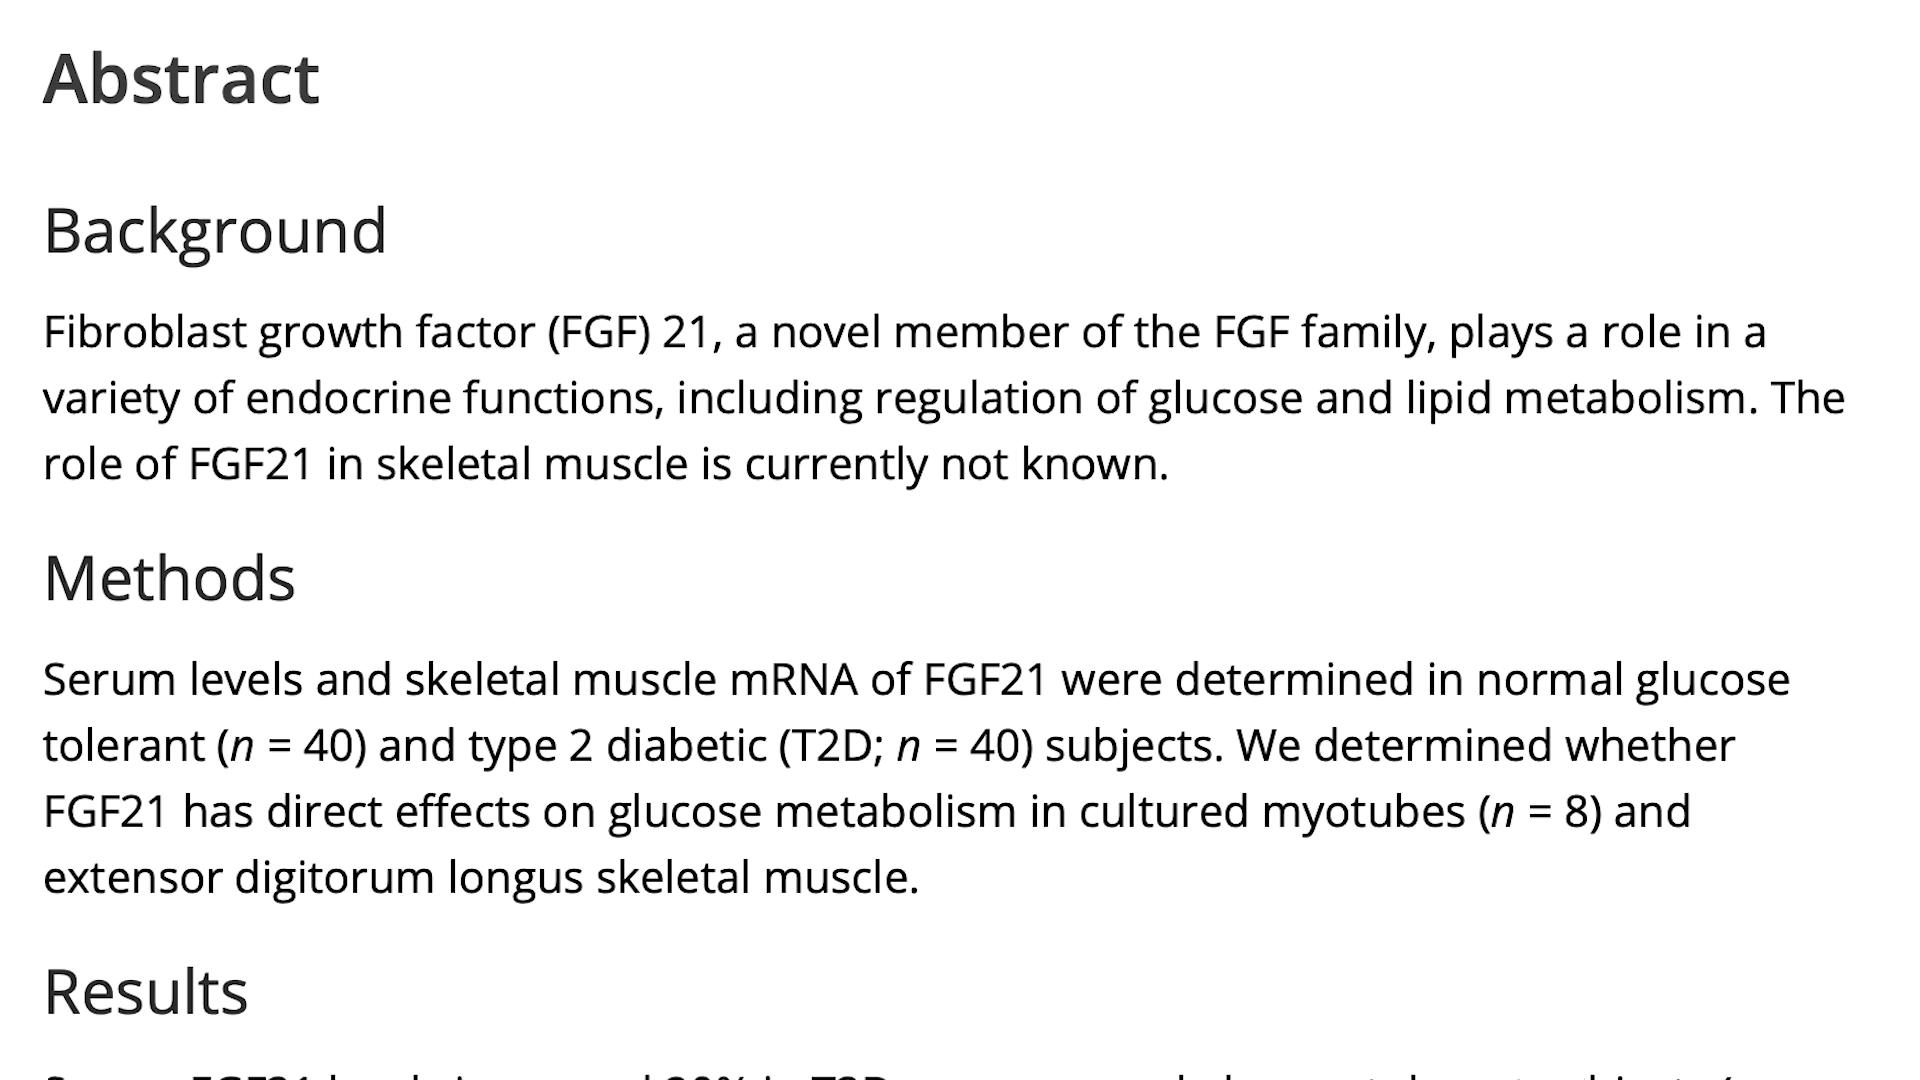 Abstract
Background
Fibroblast growth factor (FGF) 21, a novel member of the FGF family, plays a role in a
variety of endocrine functions, including regulation of glucose and lipid metabolism. The
role of FGF21 in skeletal muscle is currently not known.
Methods
Serum levels and skeletal muscle mRNA of FGF21 were determined in normal glucose
tolerant (n = 40) and type 2 diabetic (T2D; n = 40) subjects. We determined whether
FGF21 has direct effects on glucose metabolism in cultured myotubes (n = 8) and
extensor digitorum longus skeletal muscle.
Results